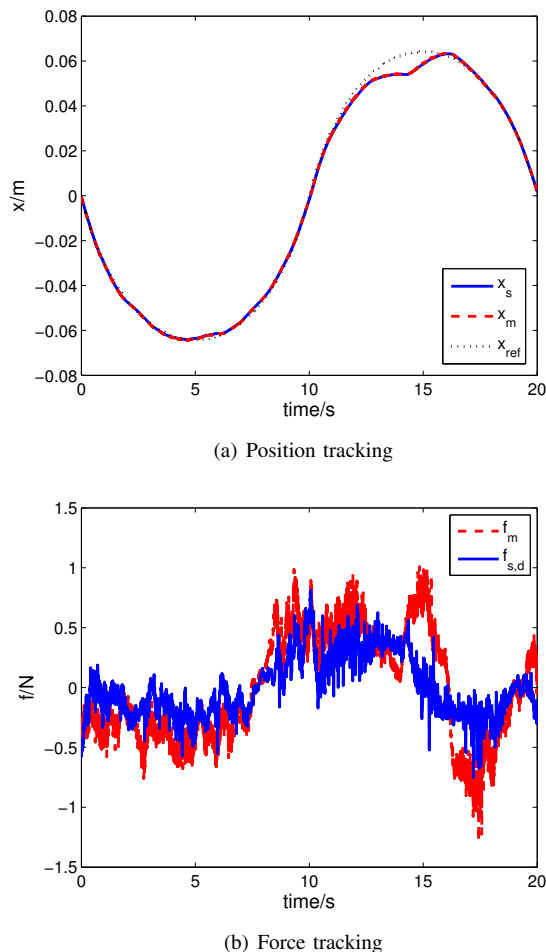 0.08
0.06
0.04
0.02
0
−0.02
−0.04
−0.06
−0.08
x/m
0 5 10 15 20
time/s
x_s
x_m
x_ref
(a) Position tracking
1.5
1
0.5
0
−0.5
−1
−1.5
f/N
0 5 10 15 20
time/s
f_m
f_s,d
(b) Force tracking